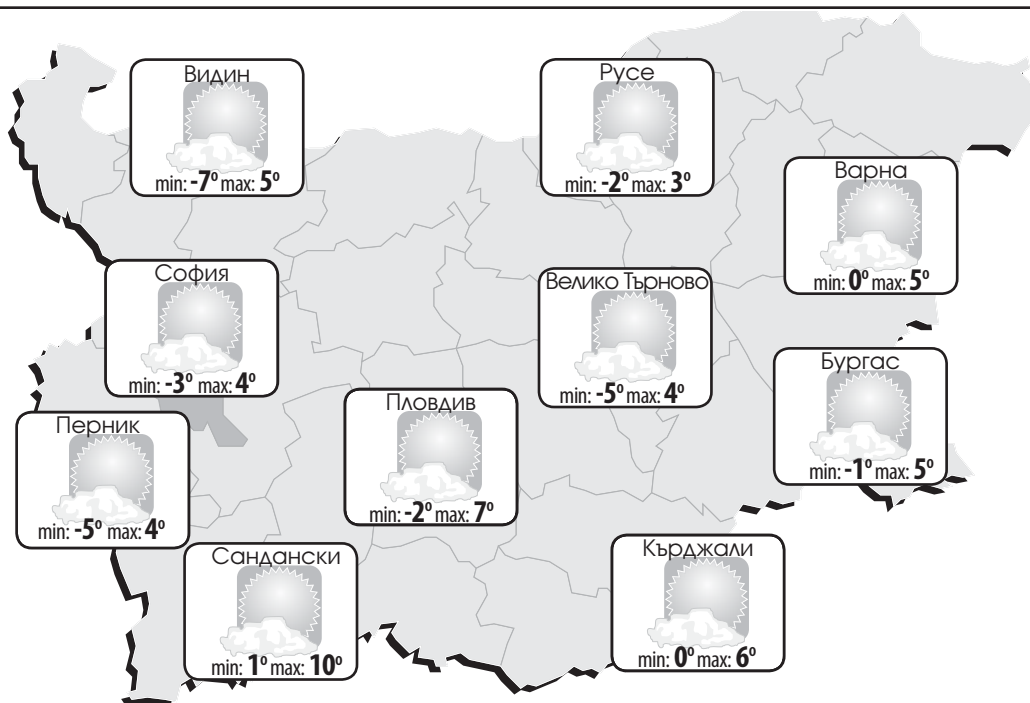 Видин
min: -7° max: 5°
Русе
min: -2° max: 3°
Варна
min: 0° max: 5°
София
min: -3° max: 4°
Велико Търново
min: -5° max: 4°
Бургас
min: -1° max: 5°
Пловдив
min: -2° max: 7°
Перник
min: -5° max: 4°
Сандански
min: 1° max: 10°
Кърджали
min: 0° max: 6°